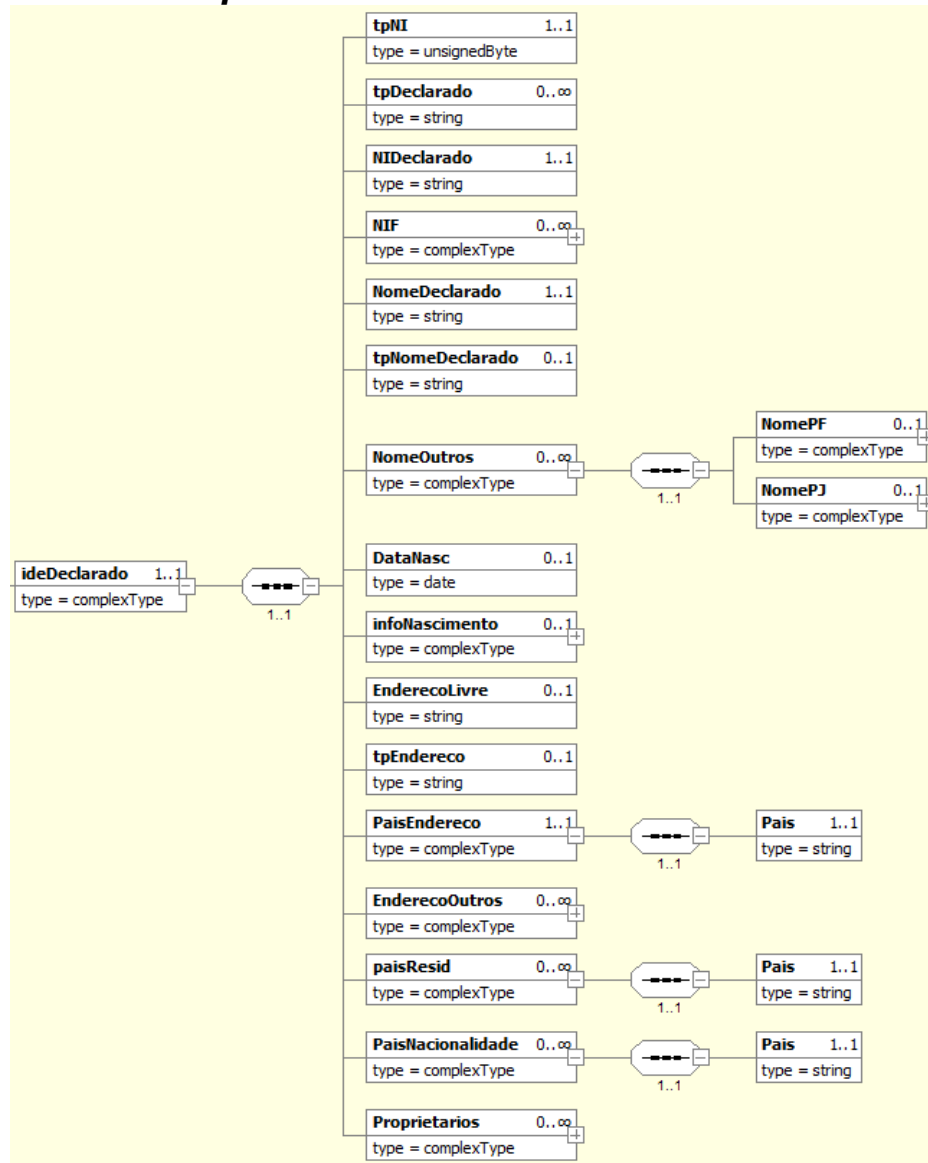 tpNI 1..1
type = unsignedByte
tpDeclarado 0..∞
type = string
NIDeclarado 1..1
type = string
NIF 0..∞
type = complexType
NomeDeclarado 1..1
type = string
tpNomeDeclarado 0..1
type = string
NomePF 0..1
type = complexType
NomeOutros 0..∞
type = complexType
1..1
NomePJ 0..1
type = complexType
ideDeclarado 1..1
type = complexType
1..1
DataNasc 0..1
type = date
infoNascimento 0..1
type = complexType
EnderecoLivre 0..1
type = string
tpEndereco 0..1
type = string
PaisEndereco 1..1
type = complexType
1..1
Pais 1..1
type = string
EnderecoOutros 0..∞
type = complexType
paisResid 0..∞
type = complexType
1..1
Pais 1..1
type = string
PaisNacionalidade 0..∞
type = complexType
1..1
Pais 1..1
type = string
Proprietarios 0..∞
type = complexType